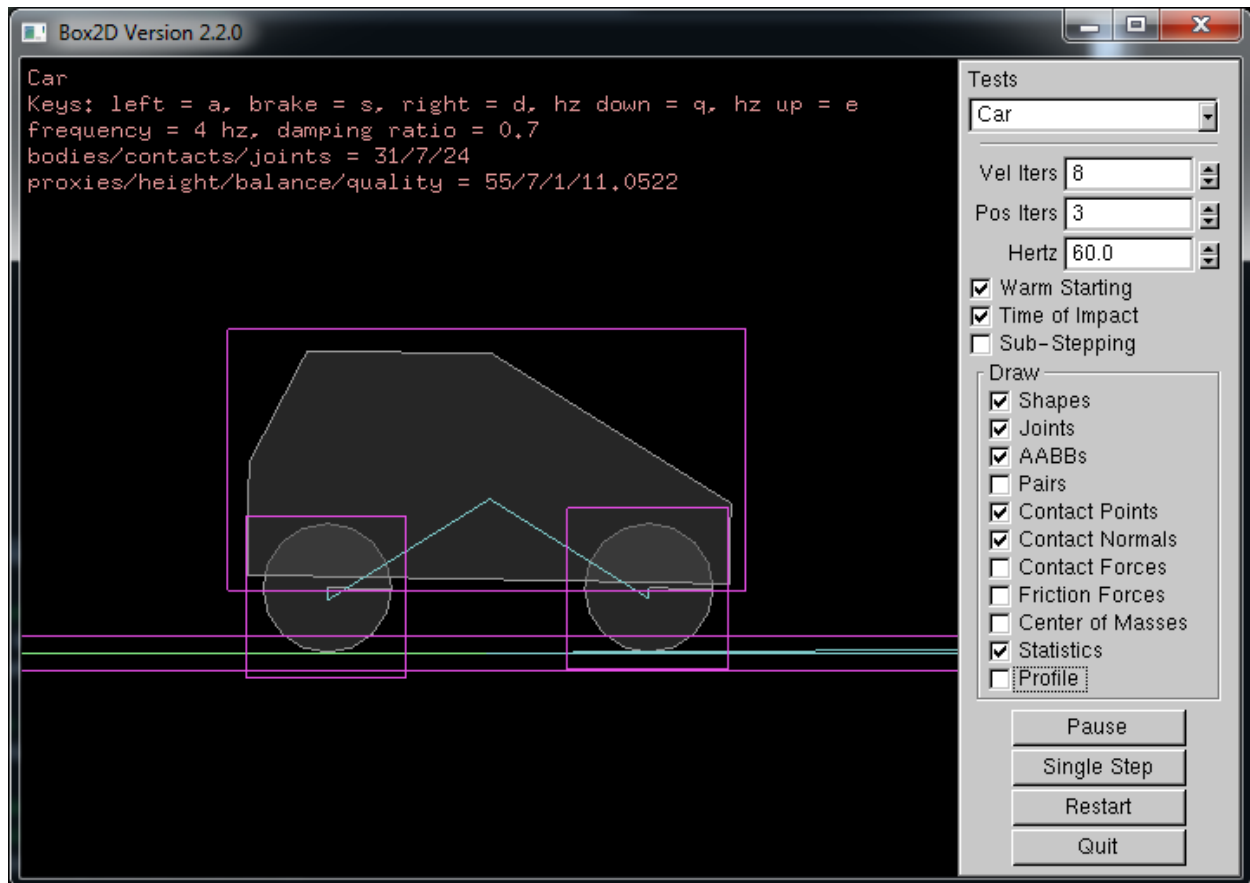 Box2D Version 2.2.0
Car
Keys: left = a, brake = s, right = d, hz down = q, hz up = e
frequency = 4 hz, damping ratio = 0.7
bodies/contacts/joints = 31/7/24
proxies/height/balance/quality = 55/7/1/11.0522
Tests
Car
Vel Iters 8
Pos Iters 3
Hertz 60.0
Warm Starting
Time of Impact
Sub-Stepping
Draw
Shapes
Joints
AABBs
Pairs
Contact Points
Contact Normals
Contact Forces
Friction Forces
Center of Masses
Statistics
Profile
Pause
Single Step
Restart
Quit